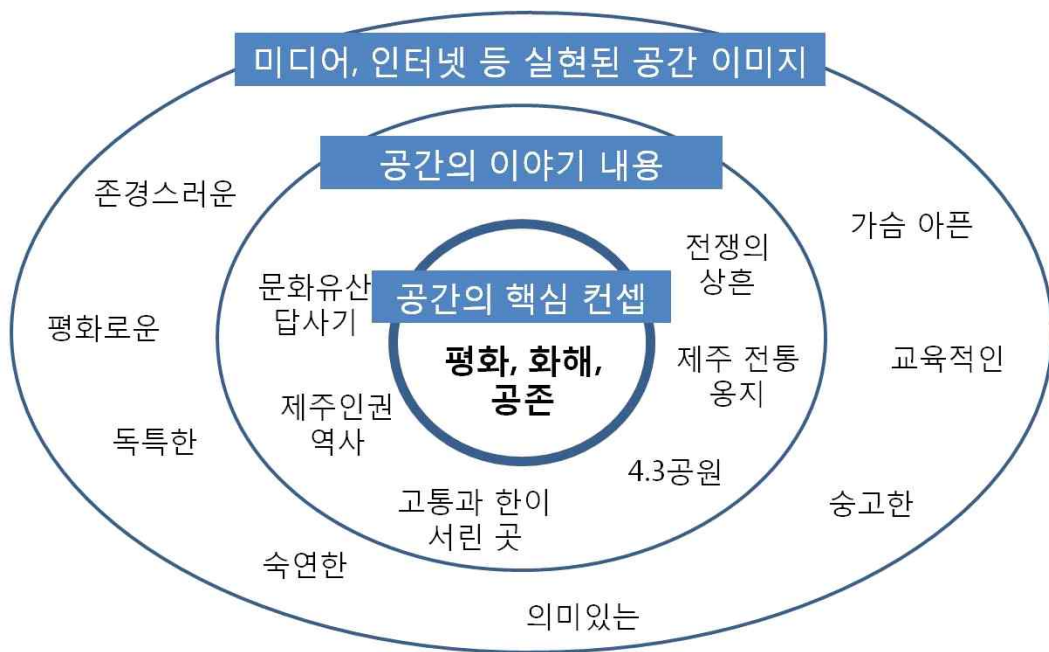 미디어, 인터넷 등 실현된 공간 이미지
공간의 이야기 내용
존경스러운
가슴 아픈
전쟁의
상흔
문화유산
답사기
공간의 핵심 컨셉
평화로운
평화, 화해,
공존
제주 전통
옹지
교육적인
제주인권
역사
독특한
4.3공원
고통과 한이
서린 곳
숭고한
숙연한
의미있는